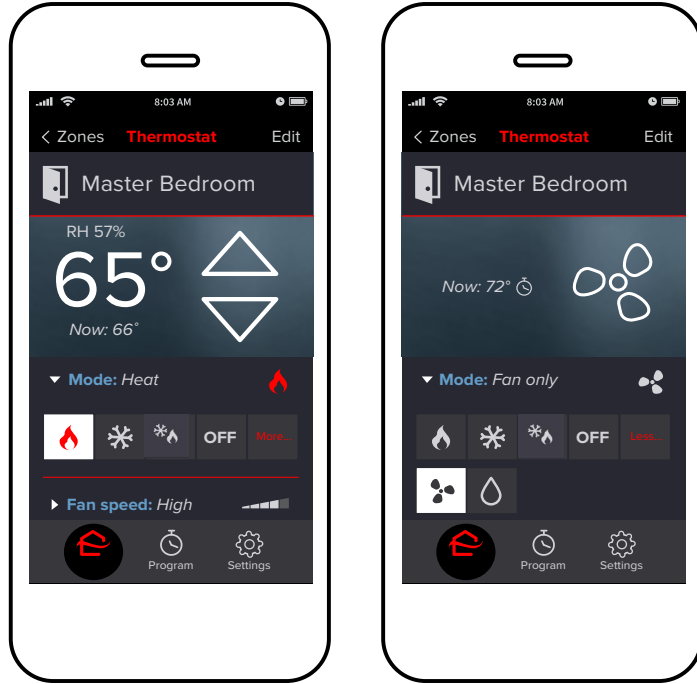 8:03 AM
Zones Thermostat Edit
Master Bedroom
RH 57%
65°
Now: 66°
Mode: Heat
OFF More...
Fan speed: High
Program Settings
8:03 AM
Zones Thermostat Edit
Master Bedroom
Now: 72°
Mode: Fan only
OFF Less...
Program Settings